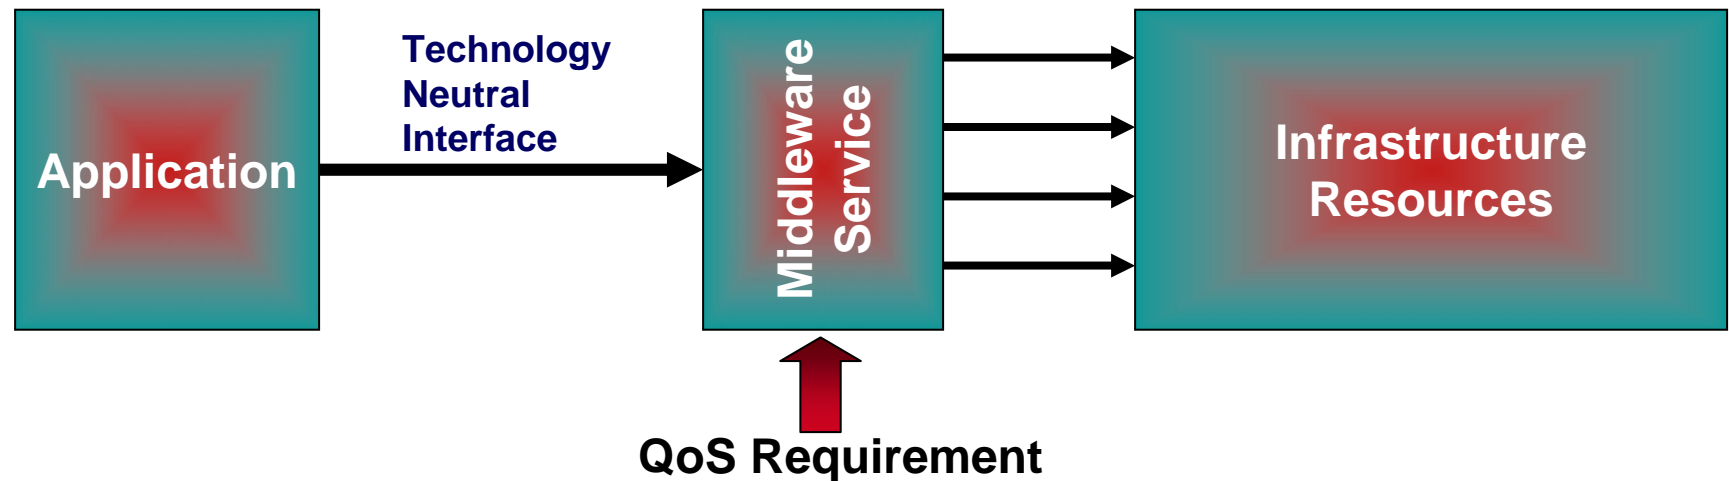 Application
Technology
Neutral
Interface
Middleware
Service
Infrastructure
Resources
QoS Requirement